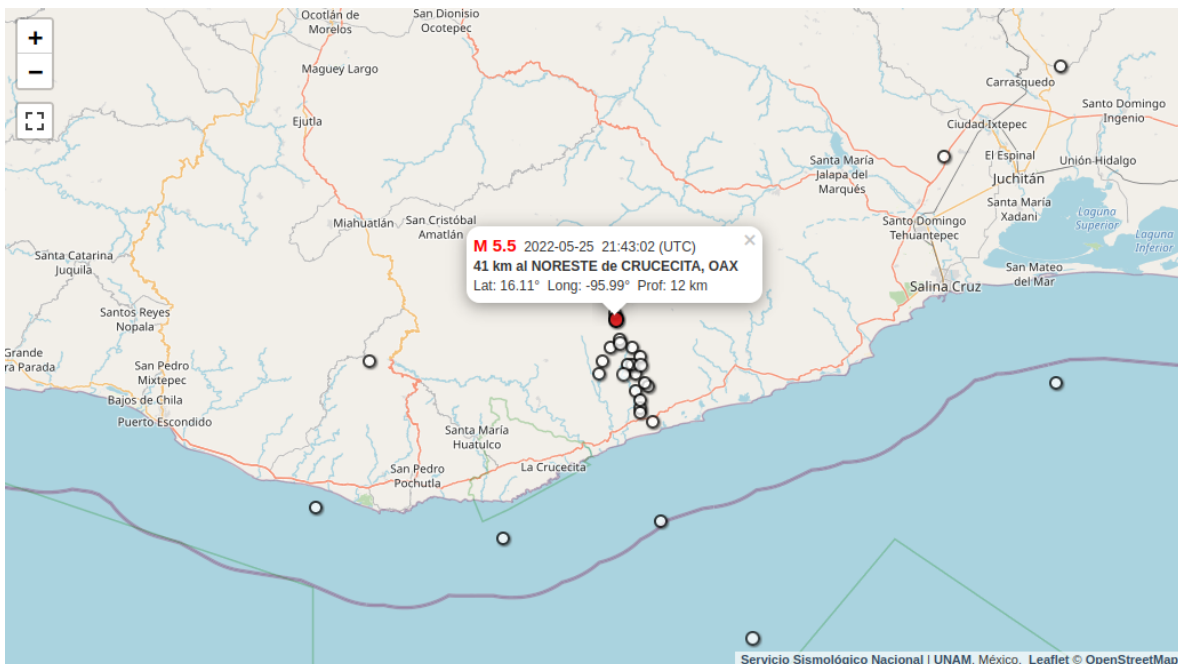 +
−
Ocotlán de
Morelos
San Dionisio
Ocotepec
Maguey Largo
Ejutla
Carrasquedo
Santo Domingo
Ingenio
Ciudad Ixtepec
El Espinal
Unión Hidalgo
Juchitán
Santa María
Jalapa del
Marqués
Santa María
Xadani
Laguna
Superior
Laguna
Inferior
Miahuatlán
San Cristóbal
Amatlán
Santo Domingo
Tehuantepec
M 5.5 2022-05-25 21:43:02 (UTC)
×
41 km al NORESTE de CRUCECITA, OAX
Lat: 16.11° Long: -95.99° Prof: 12 km
Santa Catarina
Juquila
San Mateo
del Mar
Salina Cruz
Santos Reyes
Nopala
Grande
ra Parada
San Pedro
Mixtepec
Bajos de Chila
Puerto Escondido
Santa María
Huatulco
San Pedro
Pochutla
La Crucecita
Servicio Sismológico Nacional | UNAM, México, Leaflet © OpenStreetMap